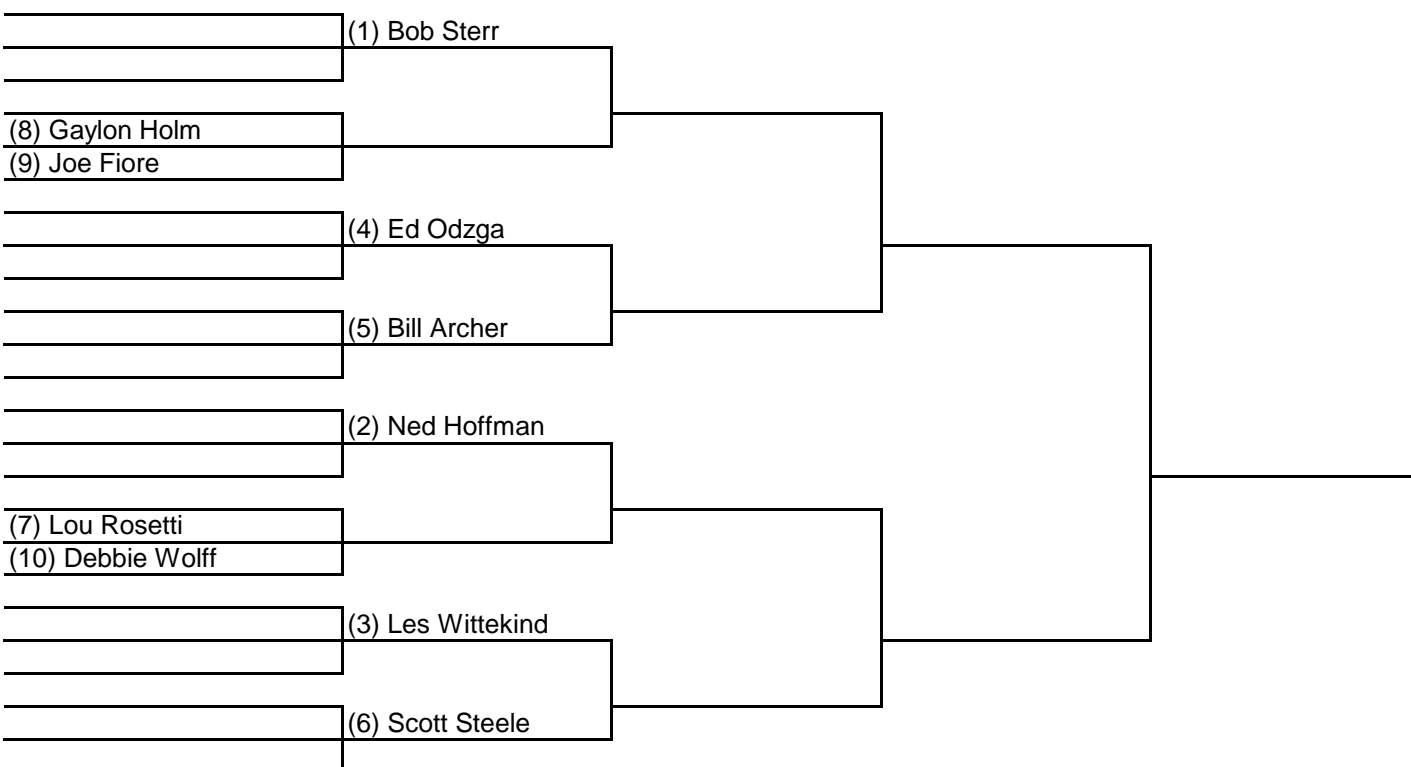 (1) Bob Sterr
(8) Gaylon Holm
(9) Joe Fiore
(4) Ed Odzga
(5) Bill Archer
(2) Ned Hoffman
(7) Lou Rosetti
(10) Debbie Wolff
(3) Les Wittekind
(6) Scott Steele